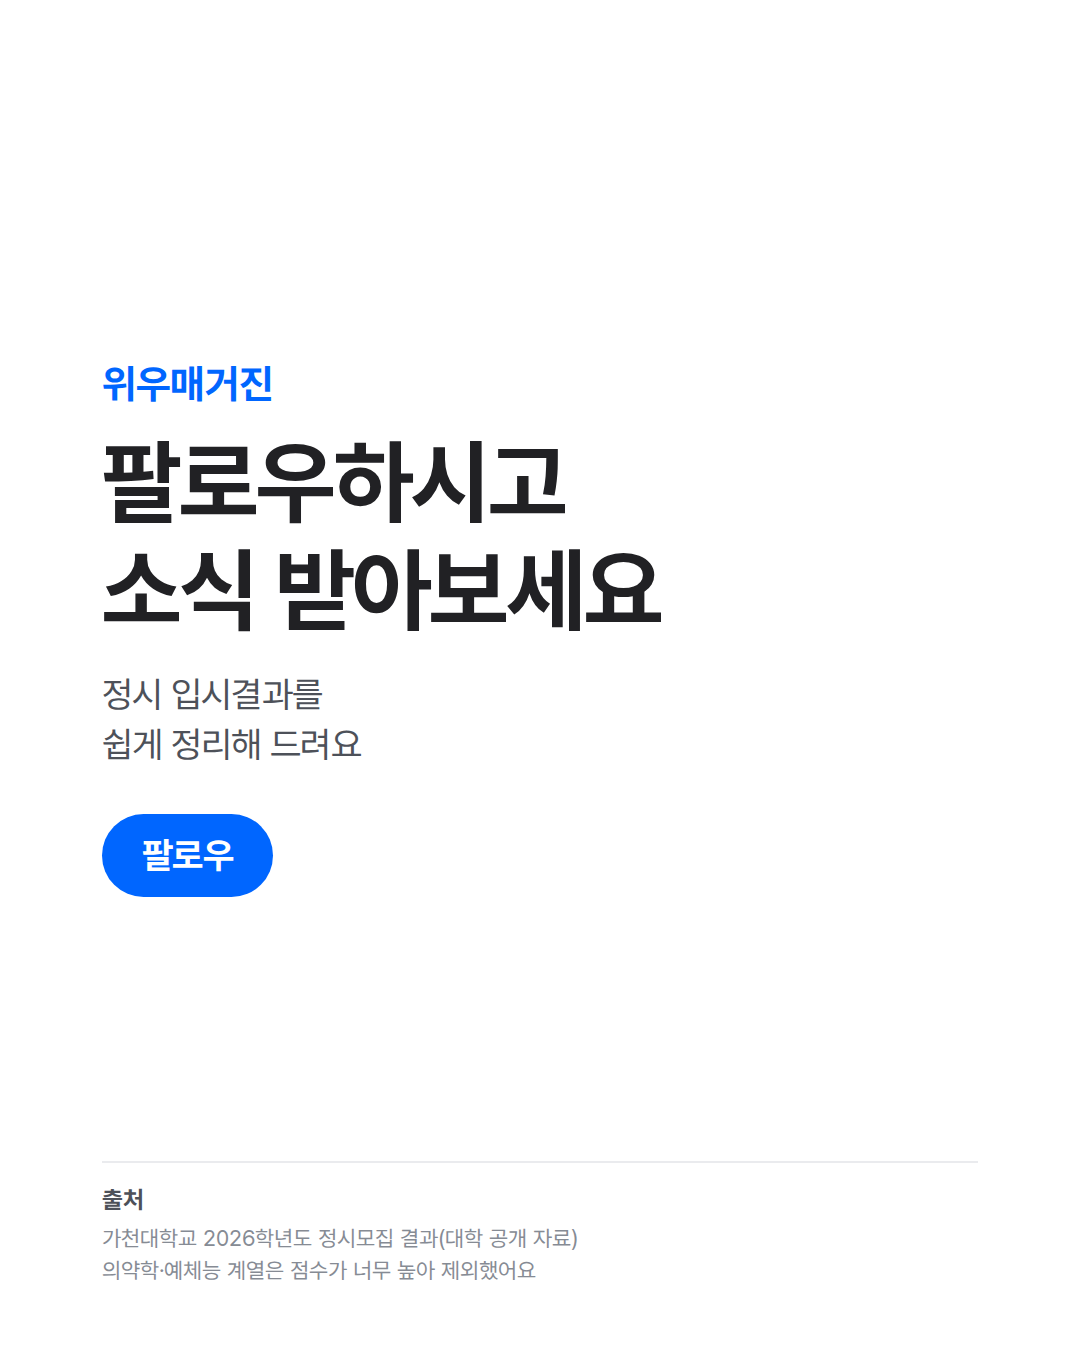 위우매거진
팔로우하시고
소식 받아보세요
정시 입시결과를
쉽게 정리해 드려요
팔로우
출처
가천대학교 2026학년도 정시모집 결과(대학 공개 자료)
의약학·예체능 계열은 점수가 너무 높아 제외했어요